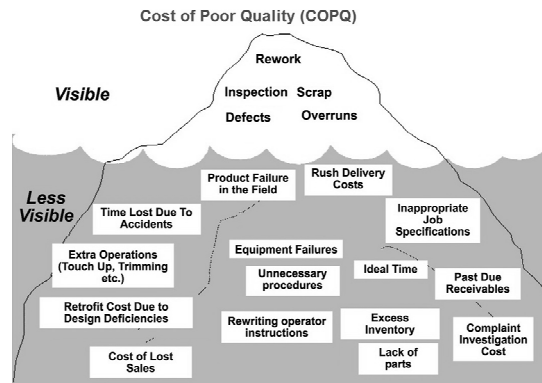 Cost of Poor Quality (COPQ)
Rework
Visible
Inspection Scrap
Defects Overruns
Less
Visible
Product Failure
in the Field
Rush Delivery
Costs
Time Lost Due To
Accidents
Inappropriate
Job
Specifications
Extra Operations
(Touch Up, Trimming
etc.)
Equipment Failures
Unnecessary
procedures
Ideal Time
Past Due
Receivables
Retrofit Cost Due to
Design Deficiencies
Rewriting operator
instructions
Excess
Inventory
Complaint
Investigation
Cost
Cost of Lost
Sales
Lack of
parts